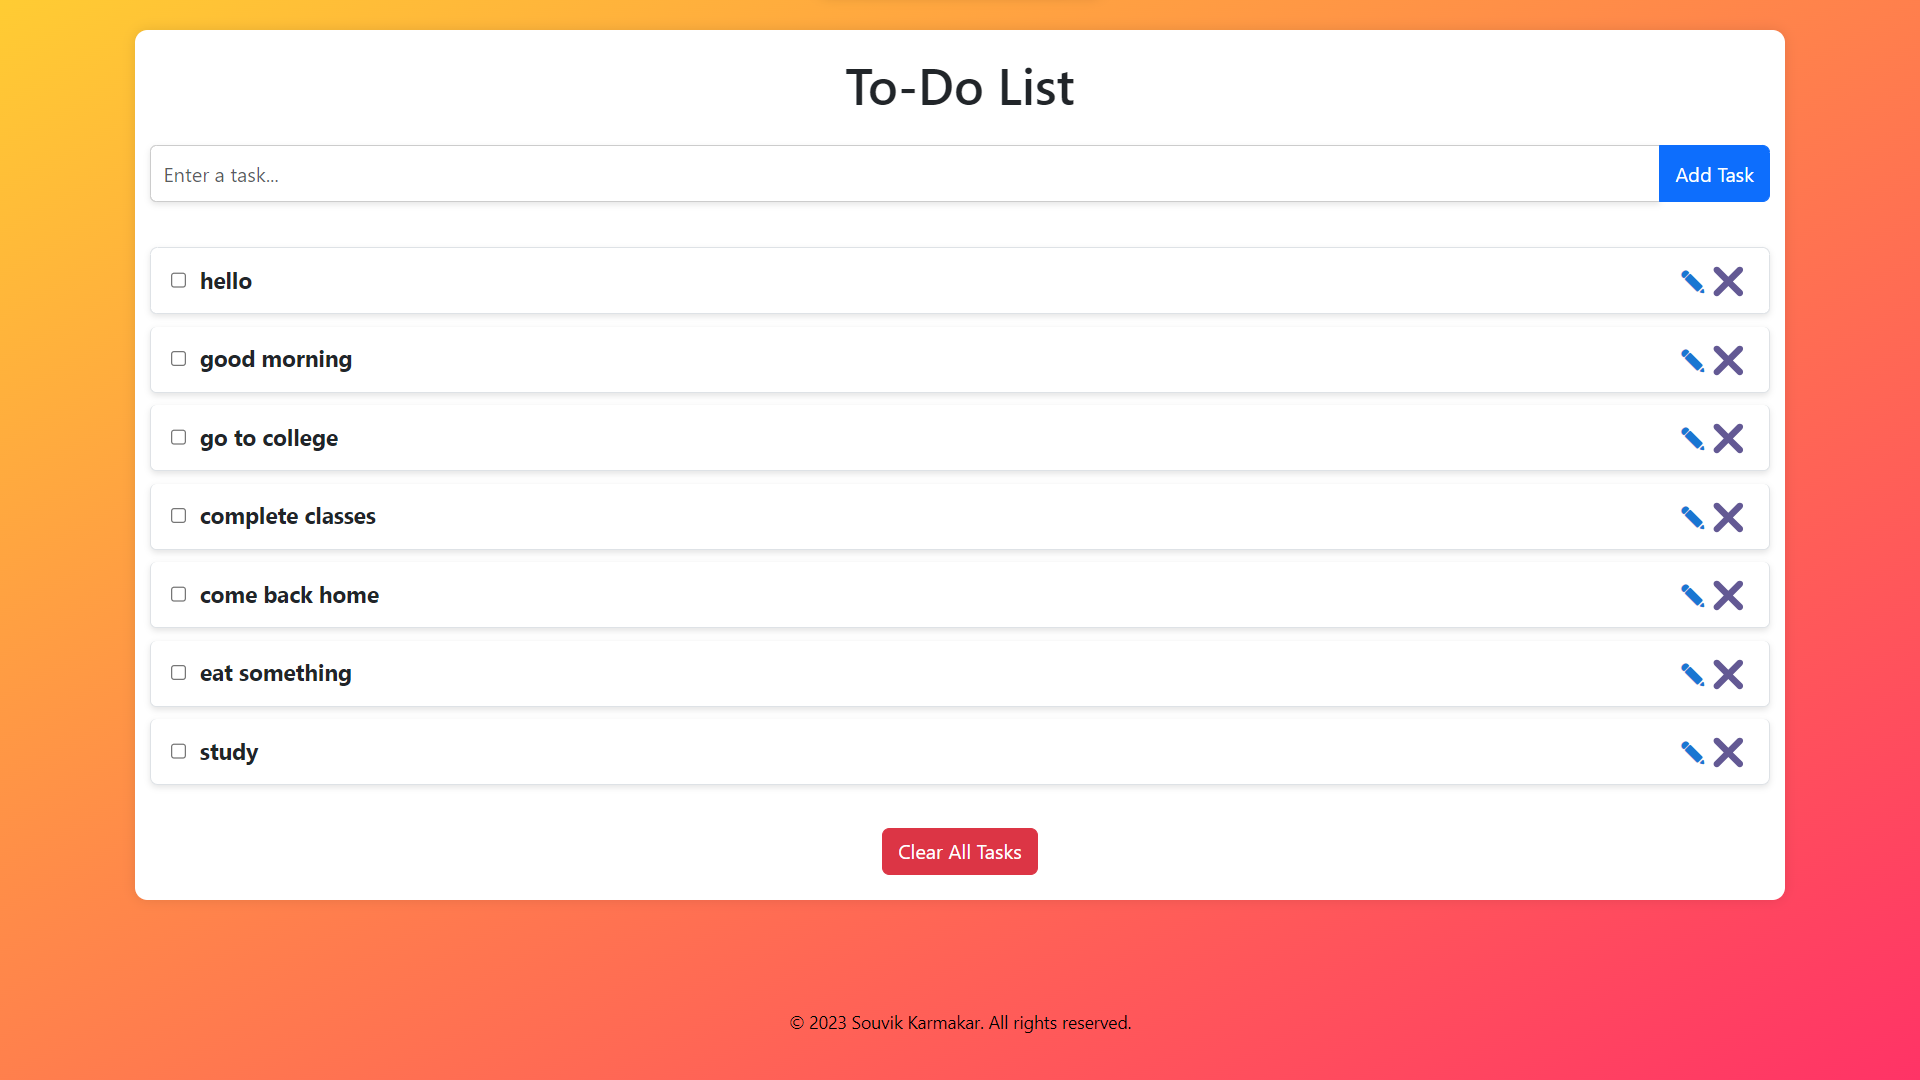 To-Do List
Enter a task...
Add Task
hello
good morning
go to college
complete classes
come back home
eat something
study
Clear All Tasks
© 2023 Souvik Karmakar. All rights reserved.